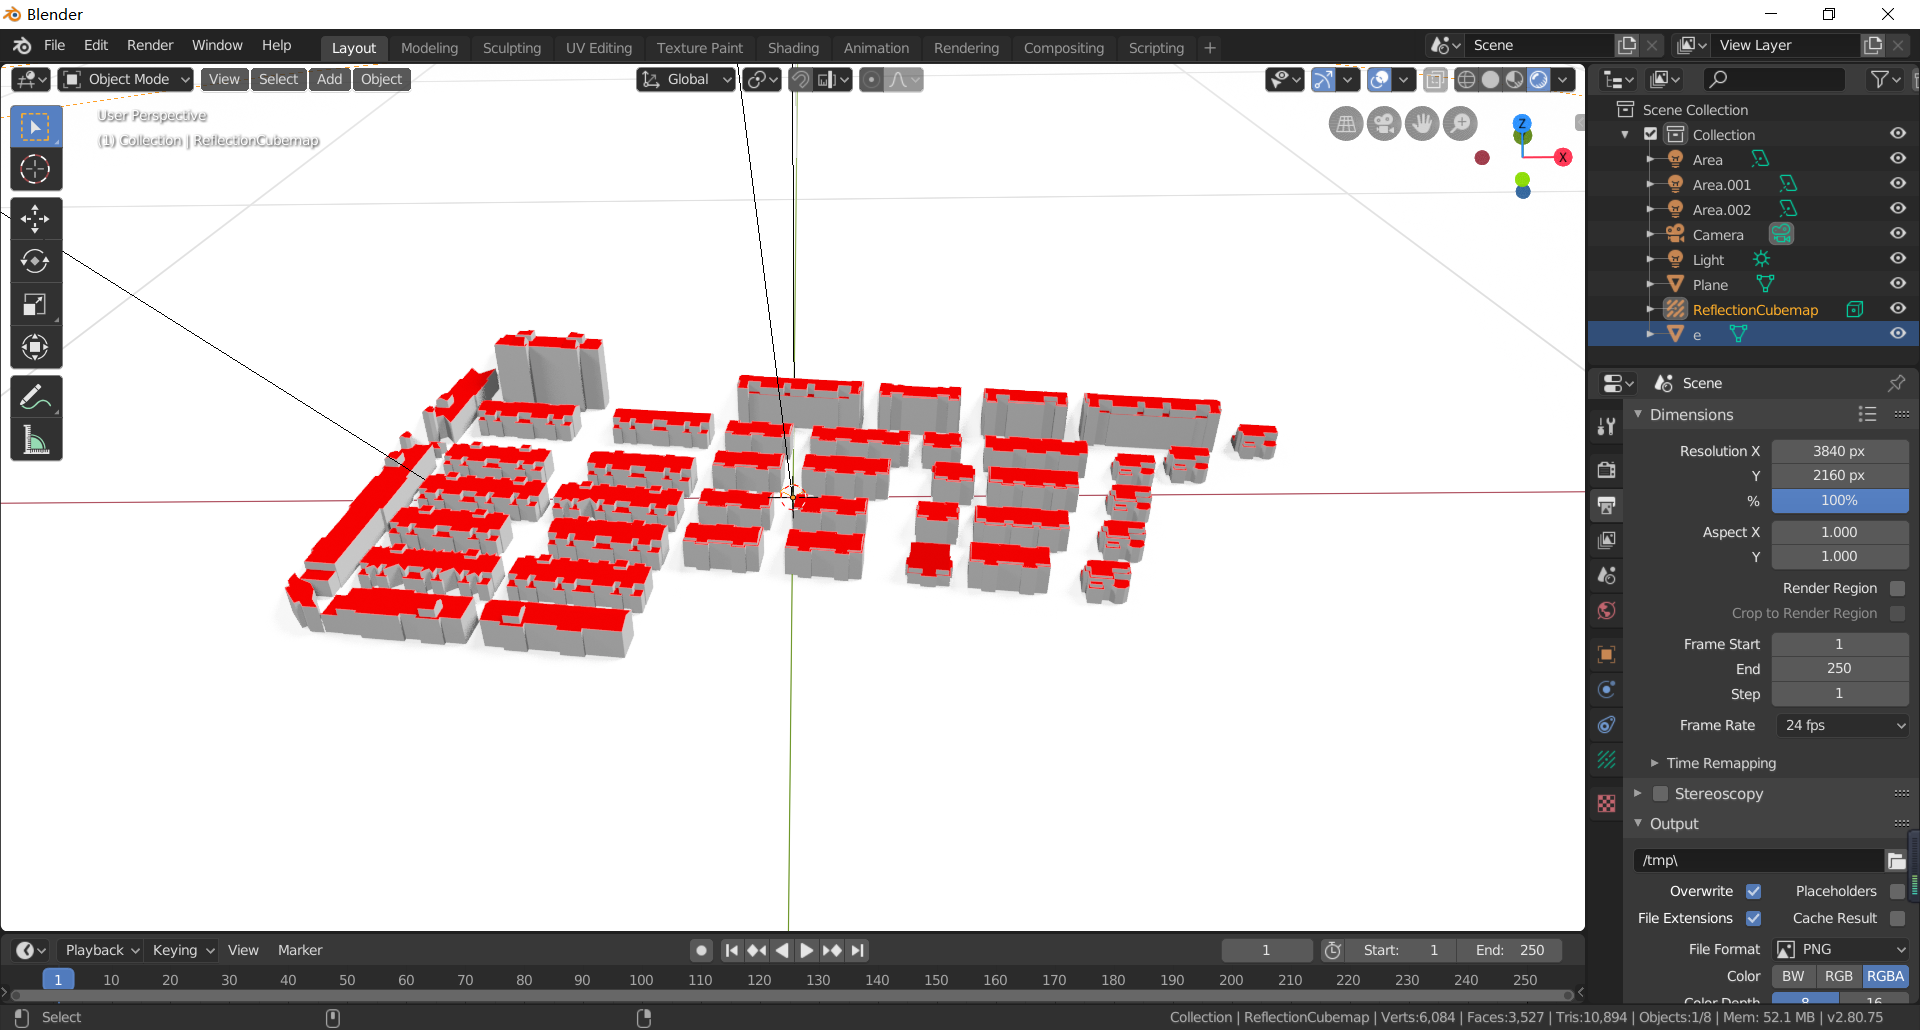 Blender
File Edit Render Window Help Layout Modeling Sculpting UV Editing Texture Paint Shading Animation Rendering Compositing Scripting + Scene View Layer
Object Mode View Select Add Object Global
User Perspective
(1) Collection | ReflectionCubemap
Z
X
Scene Collection
Collection
Area
Area.001
Area.002
Camera
Light
Plane
ReflectionCubemap
e
Scene
Dimensions
Resolution X 3840 px
Y 2160 px
% 100%
Aspect X 1.000
Y 1.000
Render Region
Crop to Render Region
Frame Start 1
End 250
Step 1
Frame Rate 24 fps
Time Remapping
Stereoscopy
Output
/tmp\
Overwrite Placeholders
File Extensions Cache Result
File Format PNG
Color BW RGB RGBA
Color Depth 8 16
Playback Keying View Marker 1 Start: 1 End: 250
1 10 20 30 40 50 60 70 80 90 100 110 120 130 140 150 160 170 180 190 200 210 220 230 240 250
Select
Collection | ReflectionCubemap | Verts:6,084 | Faces:3,527 | Tris:10,894 | Objects:1/8 | Mem: 52.1 MB | v2.80.75